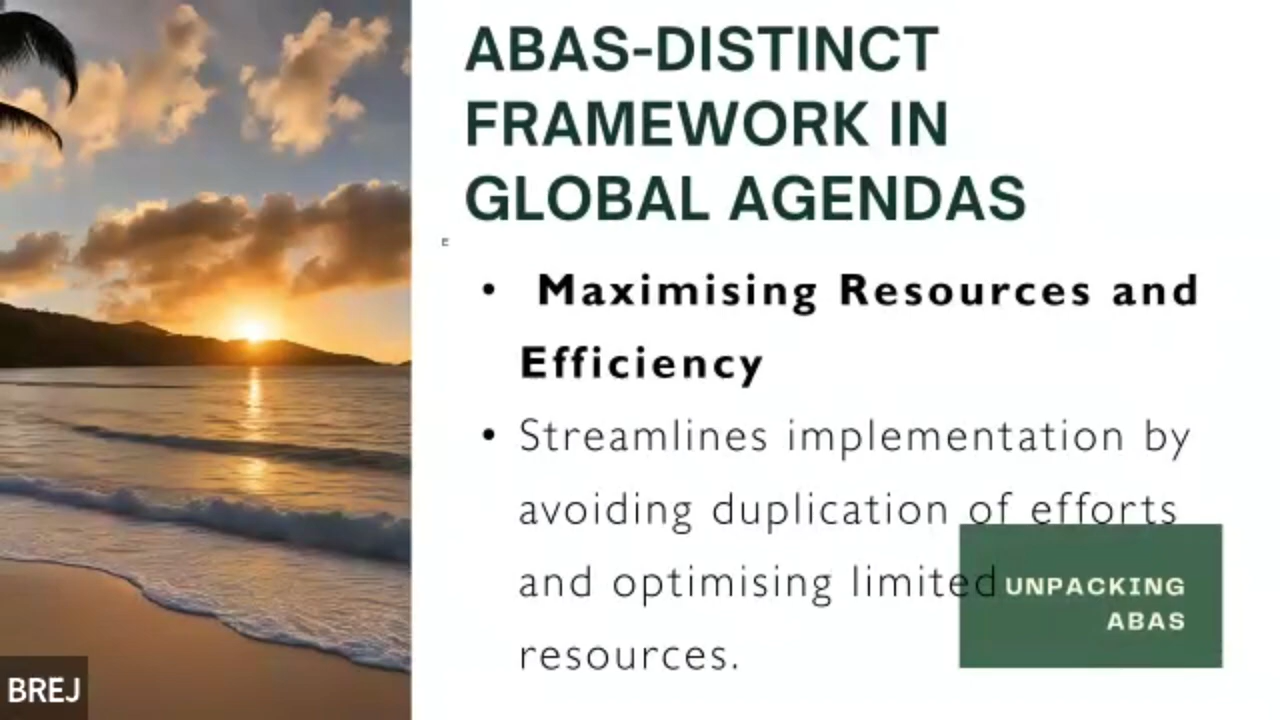 ABAS-DISTINCT
FRAMEWORK IN
GLOBAL AGENDAS
E
• Maximising Resources and
Efficiency
• Streamlines implementation by
avoiding duplication of efforts
and optimising limited
resources.
UNPACKING
ABAS
BREJ